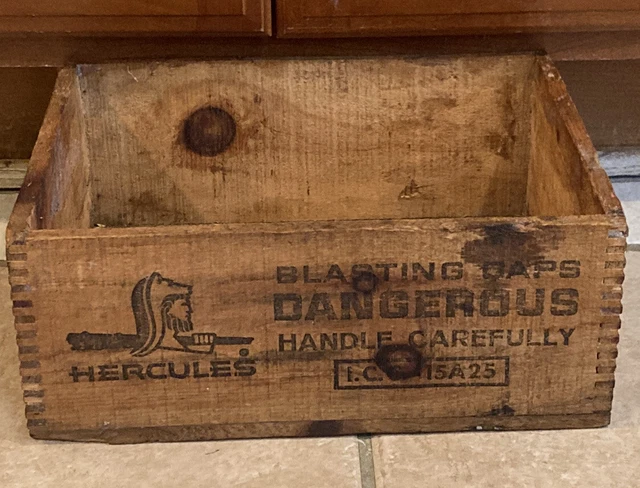 HERCULES
BLASTING CAPS
DANGEROUS
HANDLE CAREFULLY
I.C.C. 15A25